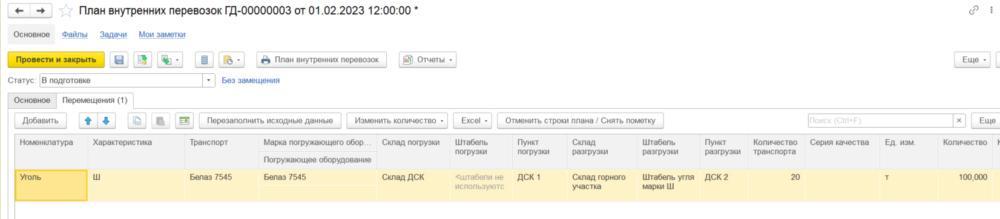 План внутренних перевозок ГД-00000003 от 01.02.2023 12:00:00 *
Основное Файлы Задачи Мои заметки
Провести и закрыть План внутренних перевозок Отчеты Еще
Статус: В подготовке Без замещения
Основное Перемещения (1)
Добавить Перезаполнить исходные данные Изменить количество Excel Отменить строки плана / Снять пометку Поиск (Ctrl+F) × Еще
Номенклатура Характеристика Транспорт Марка погружающего обор... Склад погрузки Штабель погрузки Пункт погрузки Склад разгрузки Штабель разгрузки Пункт разгрузки Количество транспорта Серия качества Ед. изм. Количество
Погружающее оборудование
Уголь Ш Белаз 7545 Белаз 7545 Склад ДСК <штабели не используютс ДСК 1 Склад горного участка Штабель угля марки Ш ДСК 2 20 т 100,000